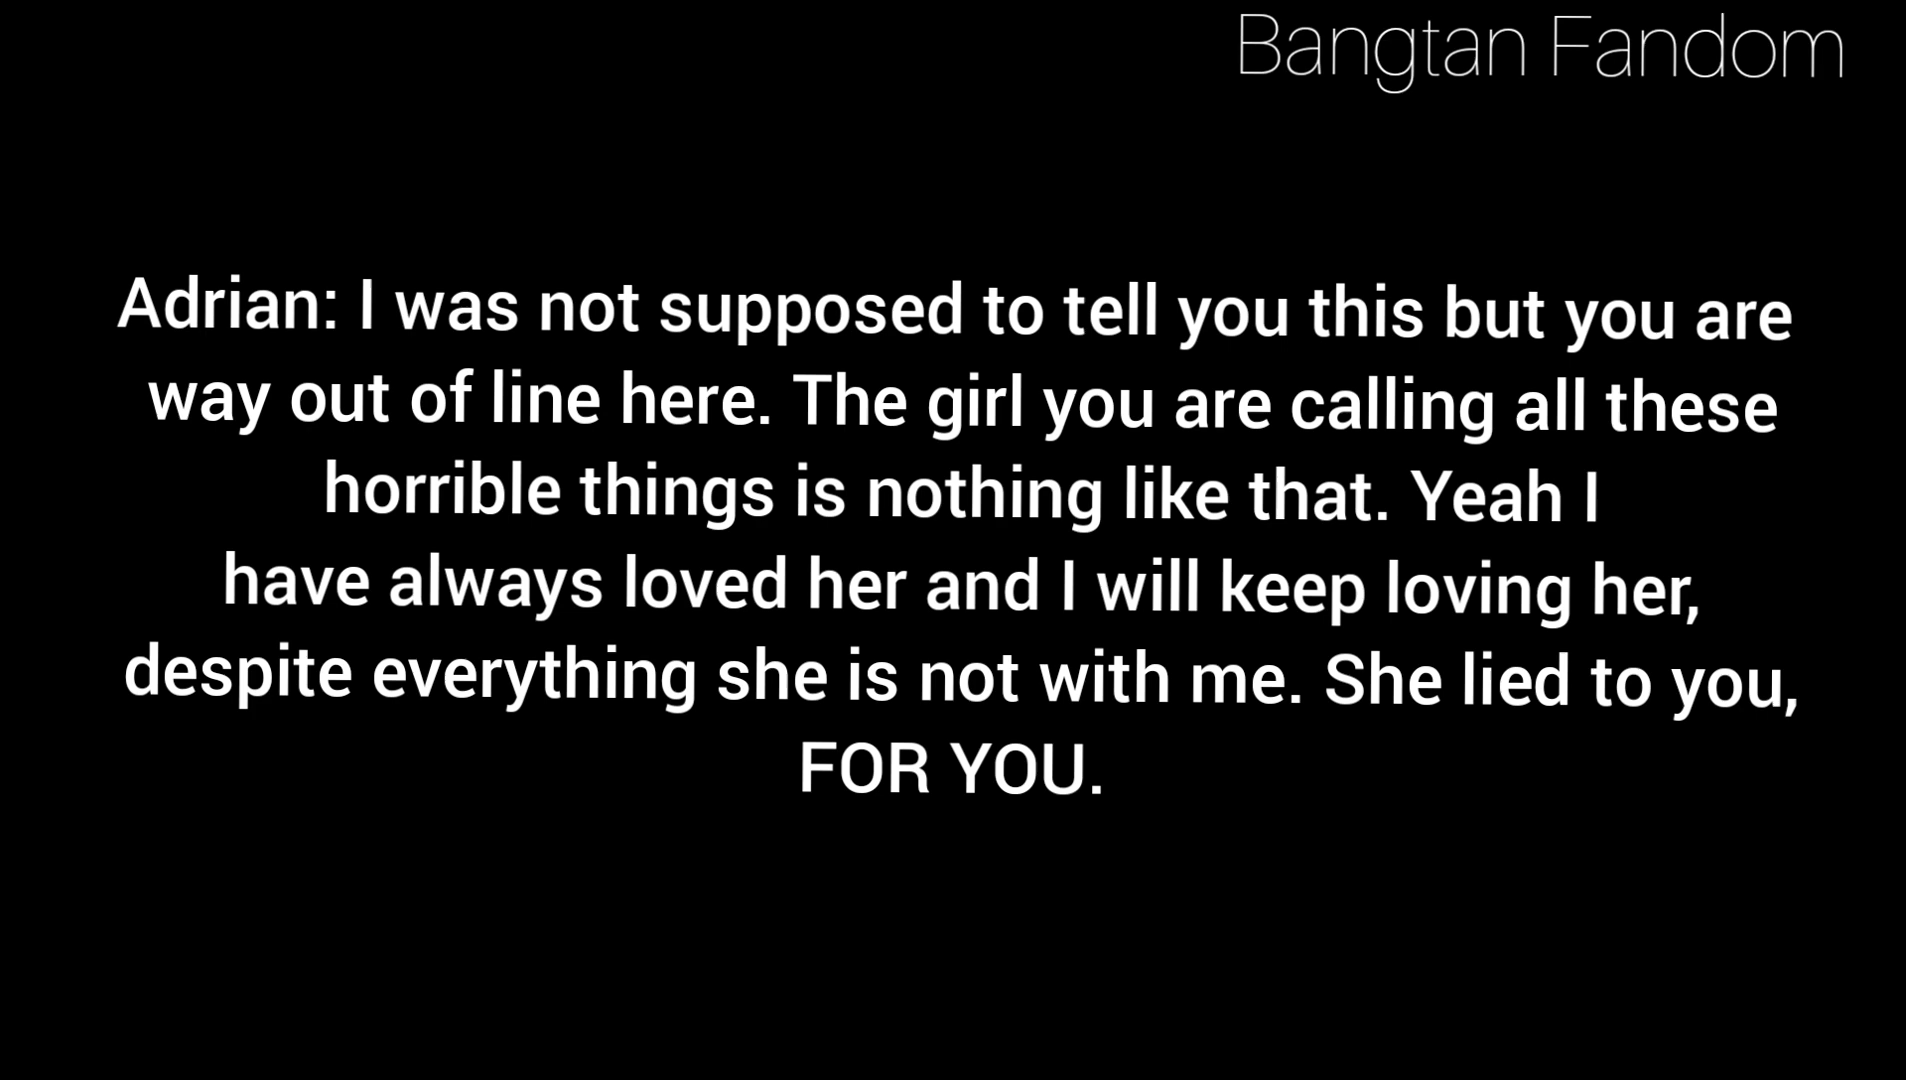 Bangtan Fandom
Adrian: I was not supposed to tell you this but you are
way out of line here. The girl you are calling all these
horrible things is nothing like that. Yeah I
have always loved her and I will keep loving her,
despite everything she is not with me. She lied to you,
FOR YOU.